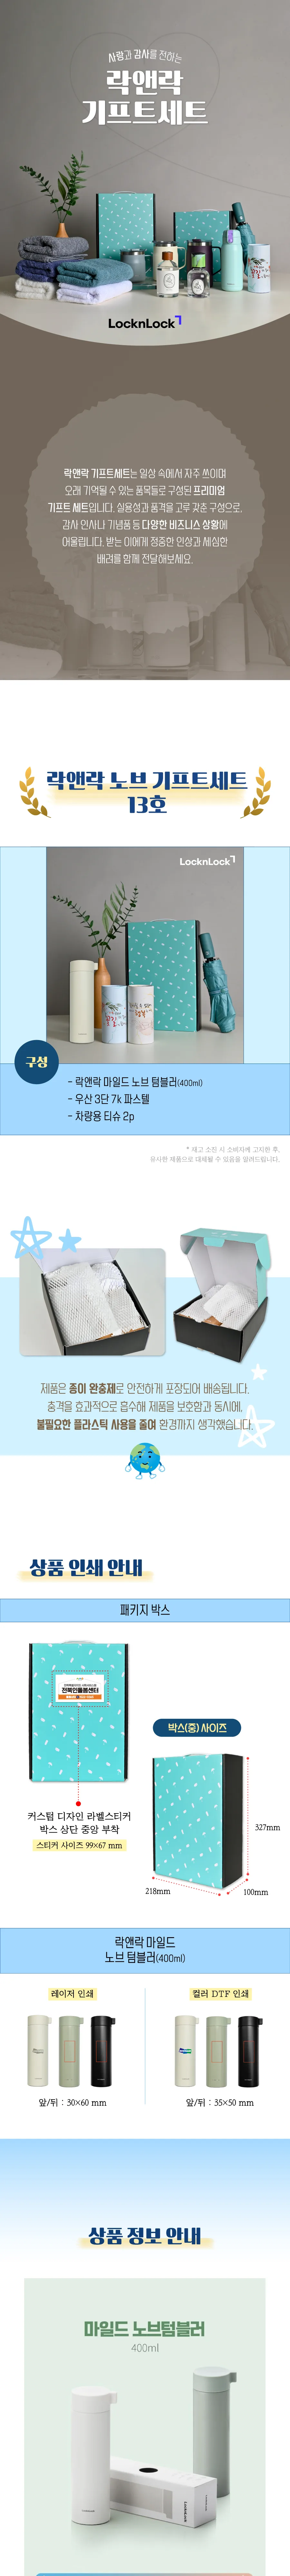 사랑과 감사를 전하는
락앤락
기프트세트
LocknLock
락앤락 기프트세트는 일상 속에서 자주 쓰이며
오래 기억될 수 있는 품목들로 구성된 프리미엄
기프트 세트입니다. 실용성과 품격을 고루 갖춘 구성으로,
감사 인사나 기념품 등 다양한 비즈니스 상황에
어울립니다. 받는 이에게 정중한 인상과 세심한
배려를 함께 전달해보세요.
락앤락 노브 기프트세트
13호
LocknLock
구성
- 락앤락 마일드 노브 텀블러(400ml)
- 우산 3단 7k 파스텔
- 차량용 티슈 2p
* 재고 소진 시 소비자께 고지한 후,
유사한 제품으로 대체될 수 있음을 알려드립니다.
제품은 종이 완충제로 안전하게 포장되어 배송됩니다.
충격을 효과적으로 흡수해 제품을 보호함과 동시에,
불필요한 플라스틱 사용을 줄여 환경까지 생각했습니다.
상품 인쇄 안내
패키지 박스
전북인돌봄센터
박스(중) 사이즈
커스텀 디자인 라벨스티커
박스 상단 중앙 부착
스티커 사이즈 99×67 mm
327mm
218mm
100mm
락앤락 마일드
노브 텀블러(400ml)
레이저 인쇄
컬러 DTF 인쇄
앞/뒤 : 30×60 mm
앞/뒤 : 35×50 mm
상품 정보 안내
마일드 노브텀블러
400ml
LocknLock